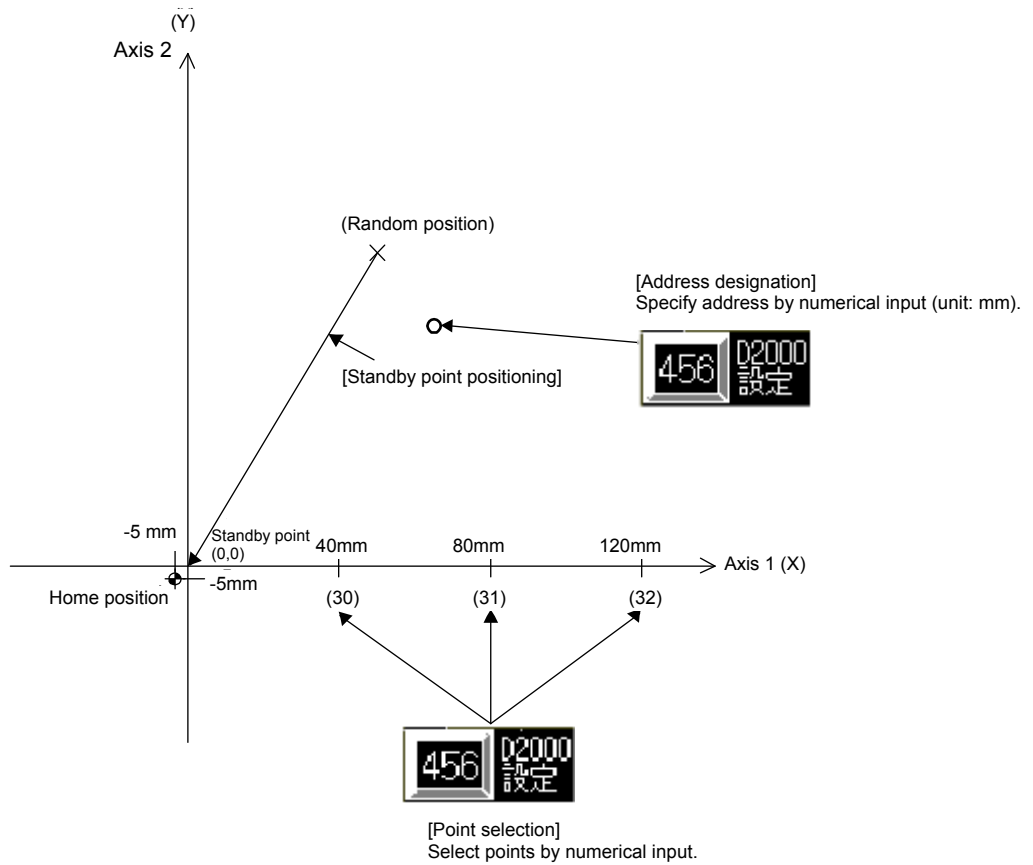 (Y)
Axis 2
(Random position)
[Address designation]
Specify address by numerical input (unit: mm).
456
D2000
設定
[Standby point positioning]
-5 mm
Standby point
(0,0)
40mm
80mm
120mm
Axis 1 (X)
-5mm
Home position
(30)
(31)
(32)
456
D2000
設定
[Point selection]
Select points by numerical input.